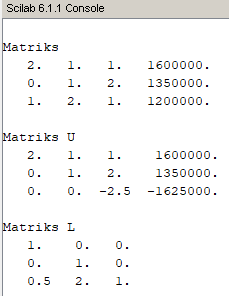 Scilab 6.1.1 Console
Matriks
2. 1. 1. 1600000.
0. 1. 2. 1350000.
1. 2. 1. 1200000.
Matriks U
2. 1. 1. 1600000.
0. 1. 2. 1350000.
0. 0. -2.5 -1625000.
Matriks L
1. 0. 0.
0. 1. 0.
0.5 2. 1.